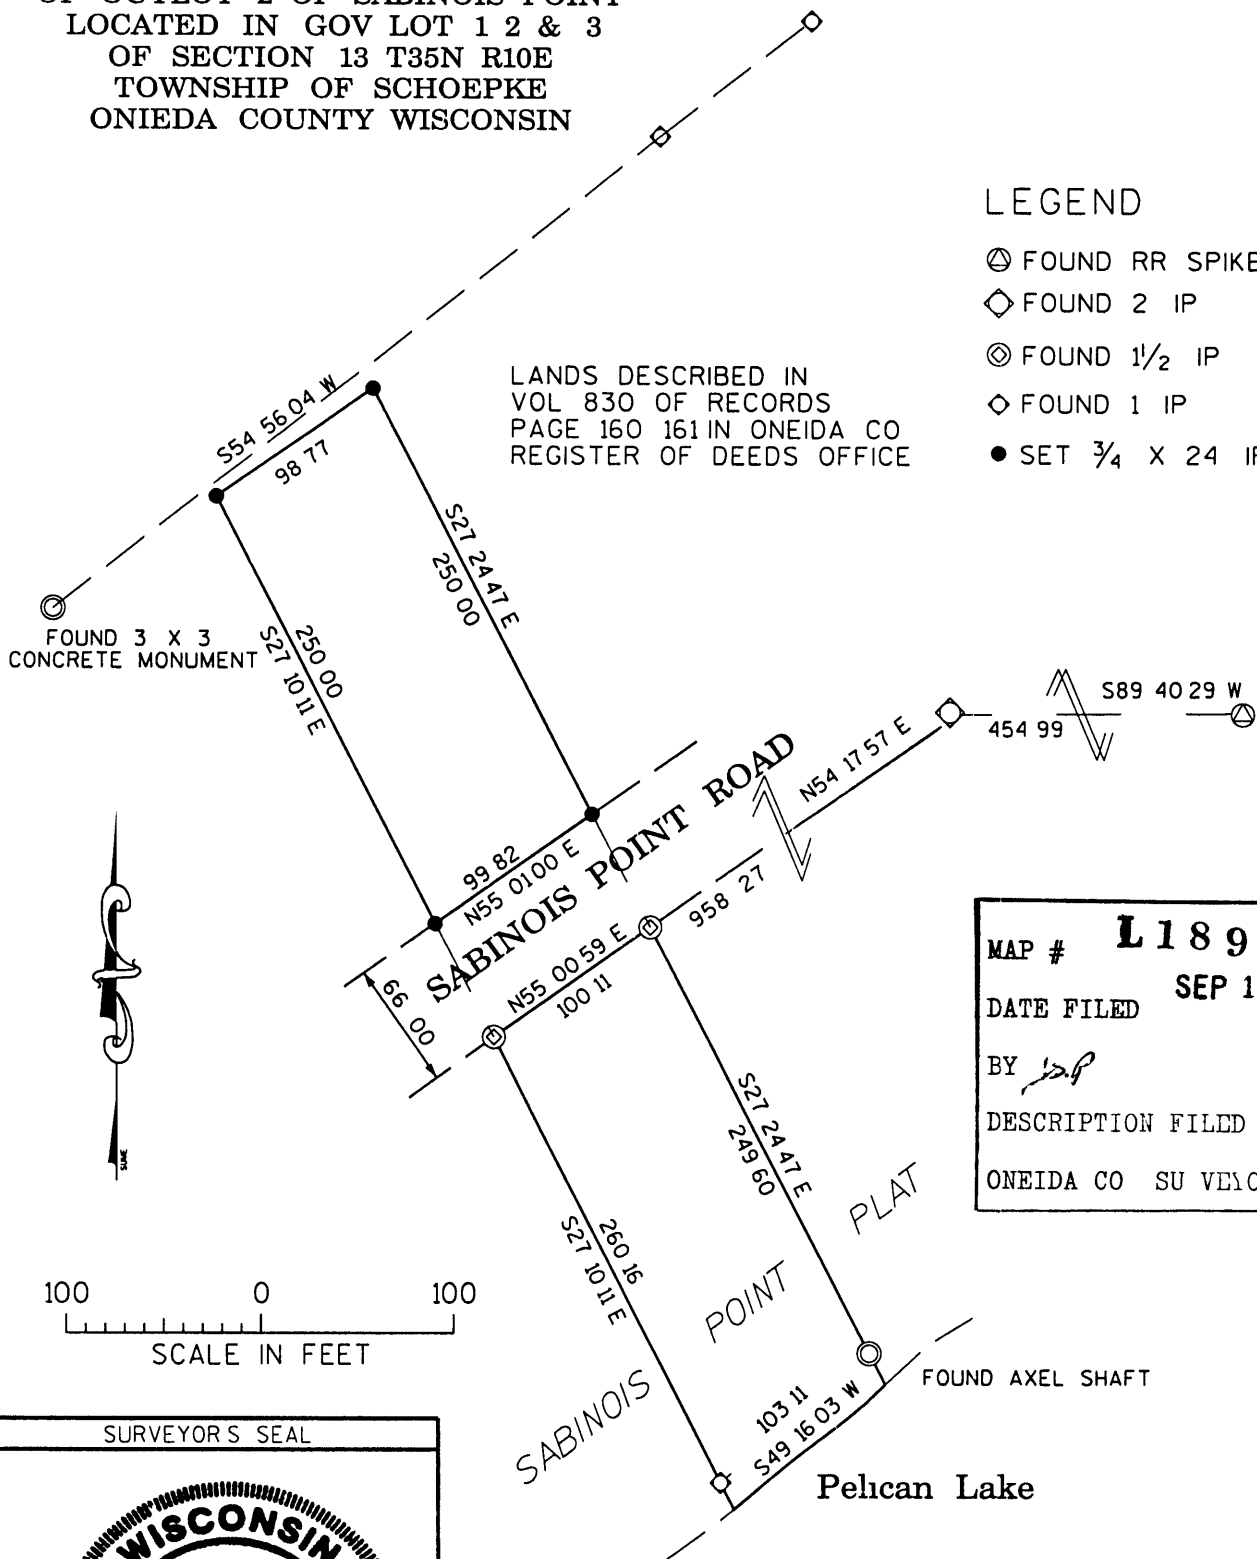 OF OUTLOT 2 OF SABINOIS POINT
LOCATED IN GOV LOT 1 2 & 3
OF SECTION 13 T35N R10E
TOWNSHIP OF SCHOEPKE
ONIEDA COUNTY WISCONSIN
LEGEND
FOUND RR SPIKE
FOUND 2 IP
FOUND 1 1/2 IP
FOUND 1 IP
SET 3/4 X 24 IP
LANDS DESCRIBED IN
VOL 830 OF RECORDS
PAGE 160 161 IN ONEIDA CO
REGISTER OF DEEDS OFFICE
S54 56 04 W
98 77
S27 24 47 E
250 00
250 00
S27 10 11 E
FOUND 3 X 3
CONCRETE MONUMENT
S89 40 29 W
454 99
N54 17 57 E
958 27
99 82
N55 01 00 E
SABINOIS POINT ROAD
66 00
N55 00 59 E
100 11
MAP # L189
SEP 1
DATE FILED
BY
DESCRIPTION FILED
ONEIDA CO SU
S27 24 47 E
249 60
260 16
S27 10 11 E
SABINOIS POINT PLAT
100 0 100
SCALE IN FEET
FOUND AXEL SHAFT
103 11
S49 16 03 W
Pelican Lake
SURVEYOR S SEAL
WISCONSIN